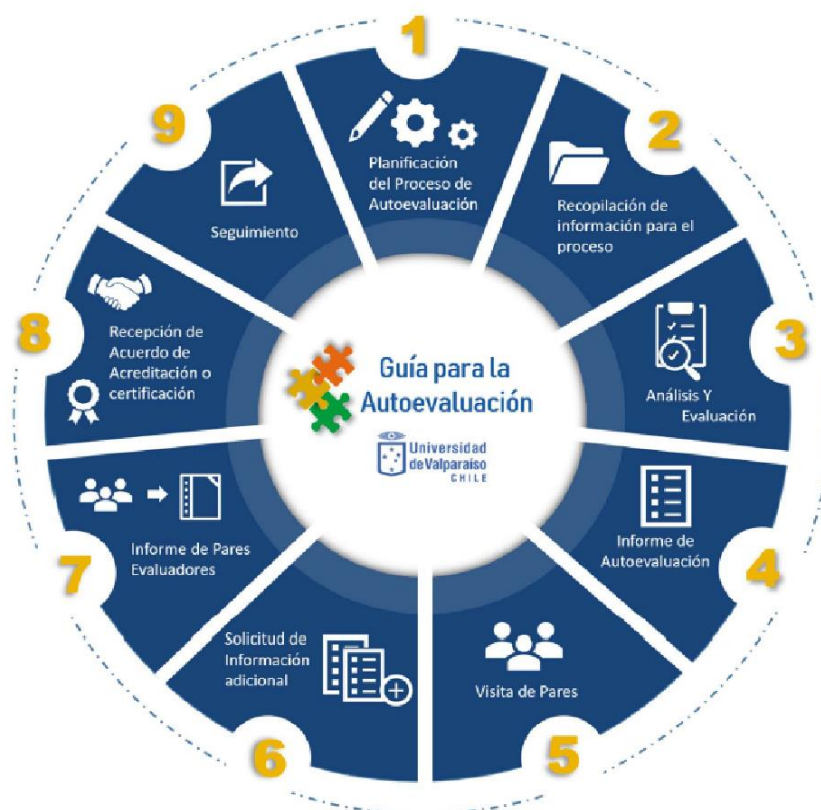 1
Planificación
del Proceso de
Autoevaluación
2
Recopilación de
información para el
proceso
3
Análisis Y
Evaluación
4
Informe de
Autoevaluación
5
Visita de Pares
6
Solicitud de
Información
adicional
7
Informe de Pares
Evaluadores
8
Recepción de
Acuerdo de
Acreditación o
certificación
9
Seguimiento
Guía para la
Autoevaluación
Universidad
deValparaíso
CHILE